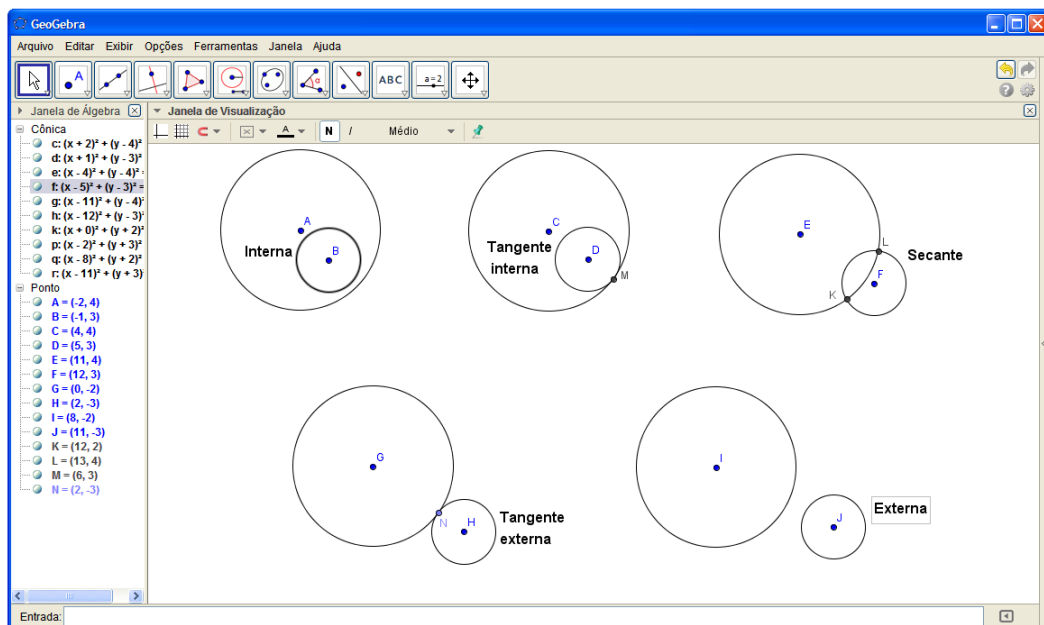 GeoGebra
Arquivo Editar Exibir Opções Ferramentas Janela Ajuda
A
ABC
a=2
Janela de Álgebra
Cônica
c: (x + 2)² + (y - 4)²
d: (x + 1)² + (y - 3)²
e: (x - 4)² + (y - 4)² =
f: (x - 5)² + (y - 3)² =
g: (x - 11)² + (y - 4)²
h: (x - 12)² + (y - 3)²
k: (x + 0)² + (y + 2)²
p: (x - 2)² + (y + 3)²
q: (x - 8)² + (y + 2)²
r: (x - 11)² + (y + 3)²
Ponto
A = (-2, 4)
B = (-1, 3)
C = (4, 4)
D = (5, 3)
E = (11, 4)
F = (12, 3)
G = (0, -2)
H = (2, -3)
I = (8, -2)
J = (11, -3)
K = (12, 2)
L = (13, 4)
M = (6, 3)
N = (2, -3)
Janela de Visualização
A N I Médio
A
B
Interna
C
D
M
Tangente
interna
E
L
F
K
Secante
G
N
H
Tangente
externa
I
J
Externa
Entrada: